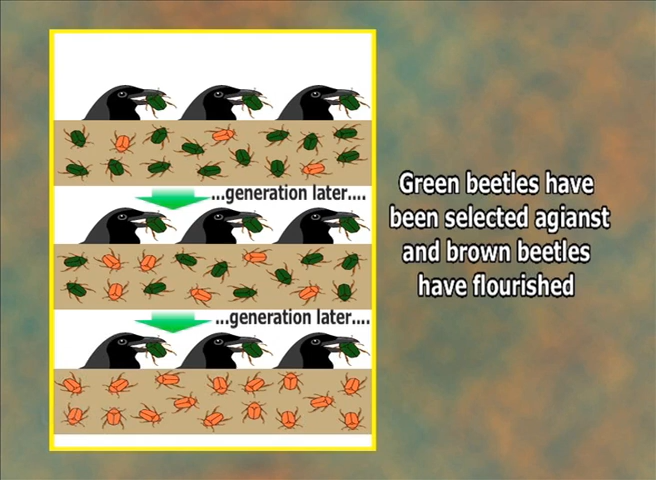 ...generation later....
...generation later....
Green beetles have
been selected agianst
and brown beetles
have flourished